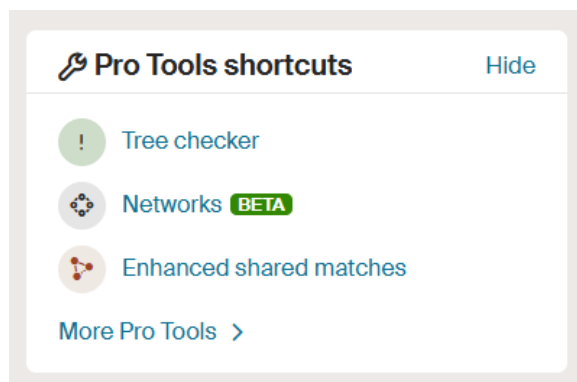 Pro Tools shortcuts Hide
! Tree checker
Networks BETA
Enhanced shared matches
More Pro Tools >